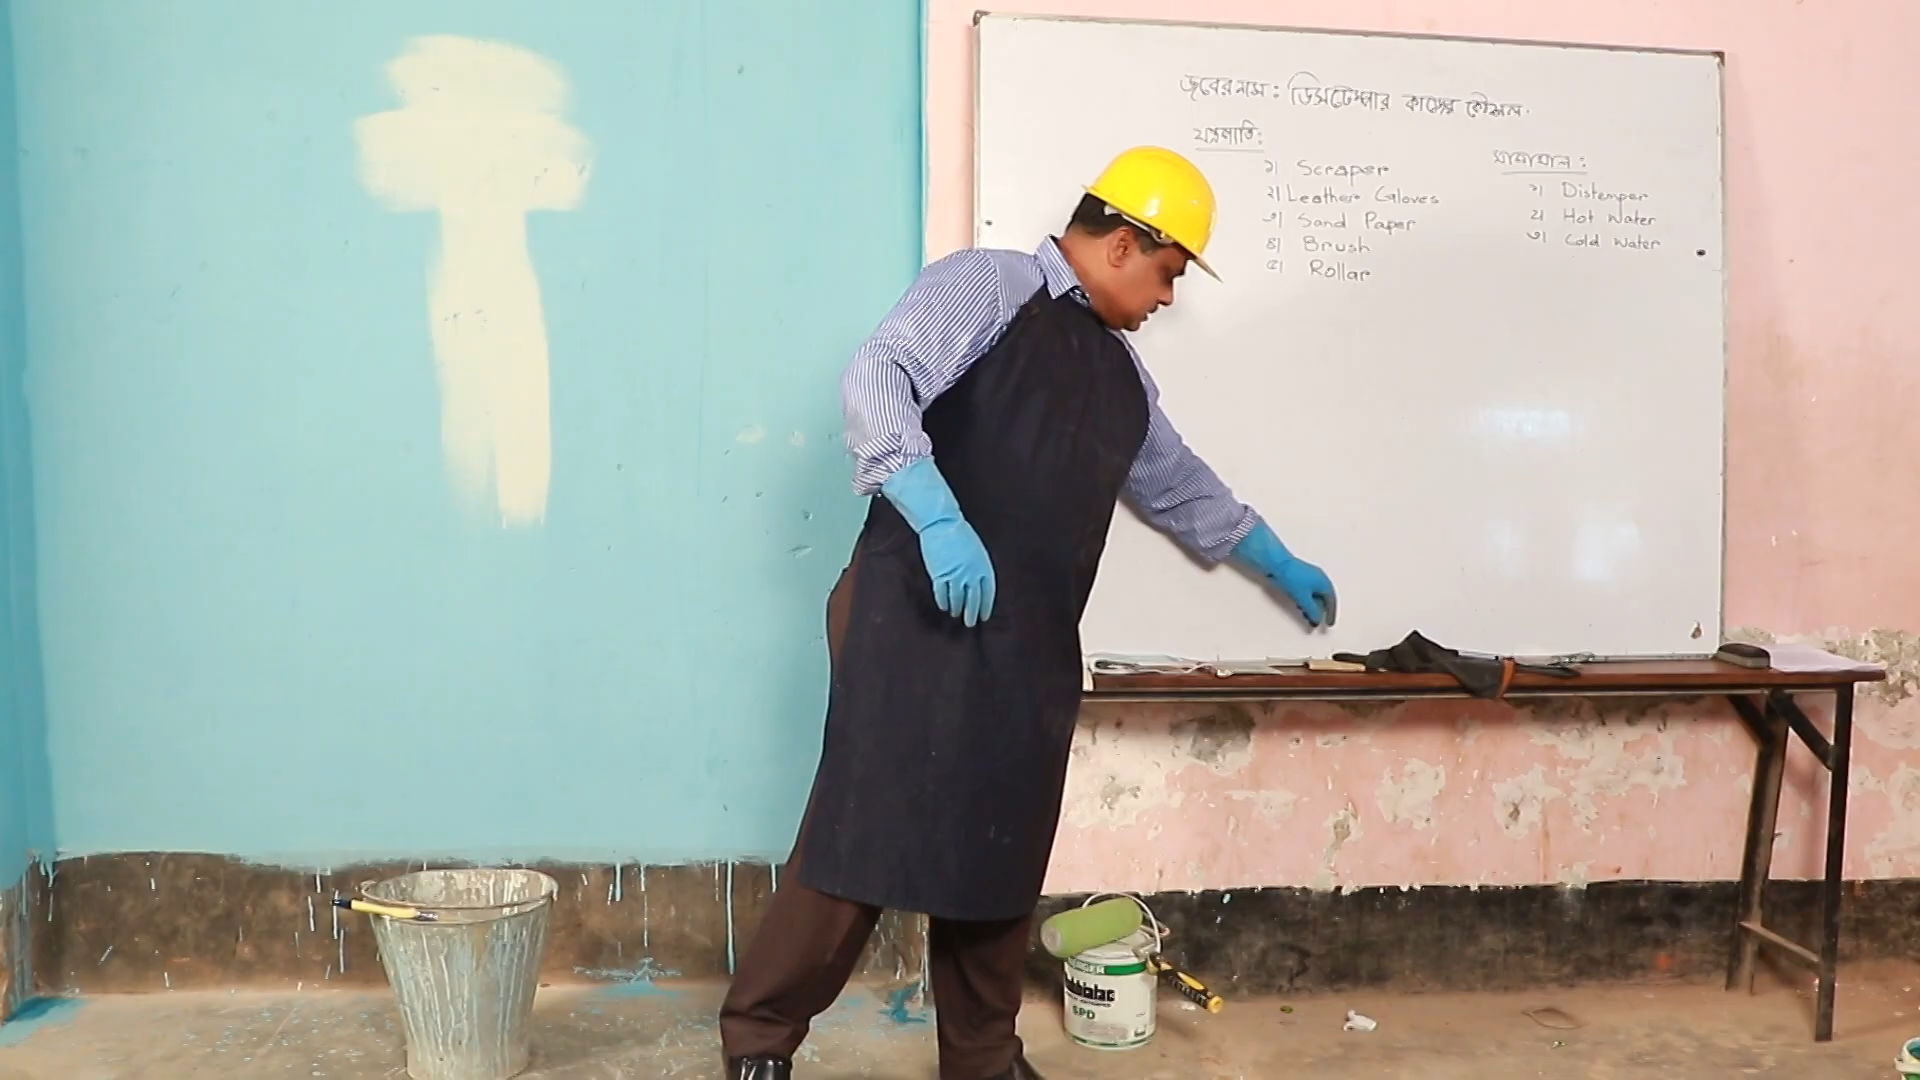 জবের নাম : ডিসটেম্পার কাজের কৌশল.
যন্ত্রপাতি:
১। Scraper
২। Leather Gloves
৩। Sand Paper
৪। Brush
৫। Rollar
মালামাল :
১। Distemper
২। Hot Water
৩। Cold Water
SPD